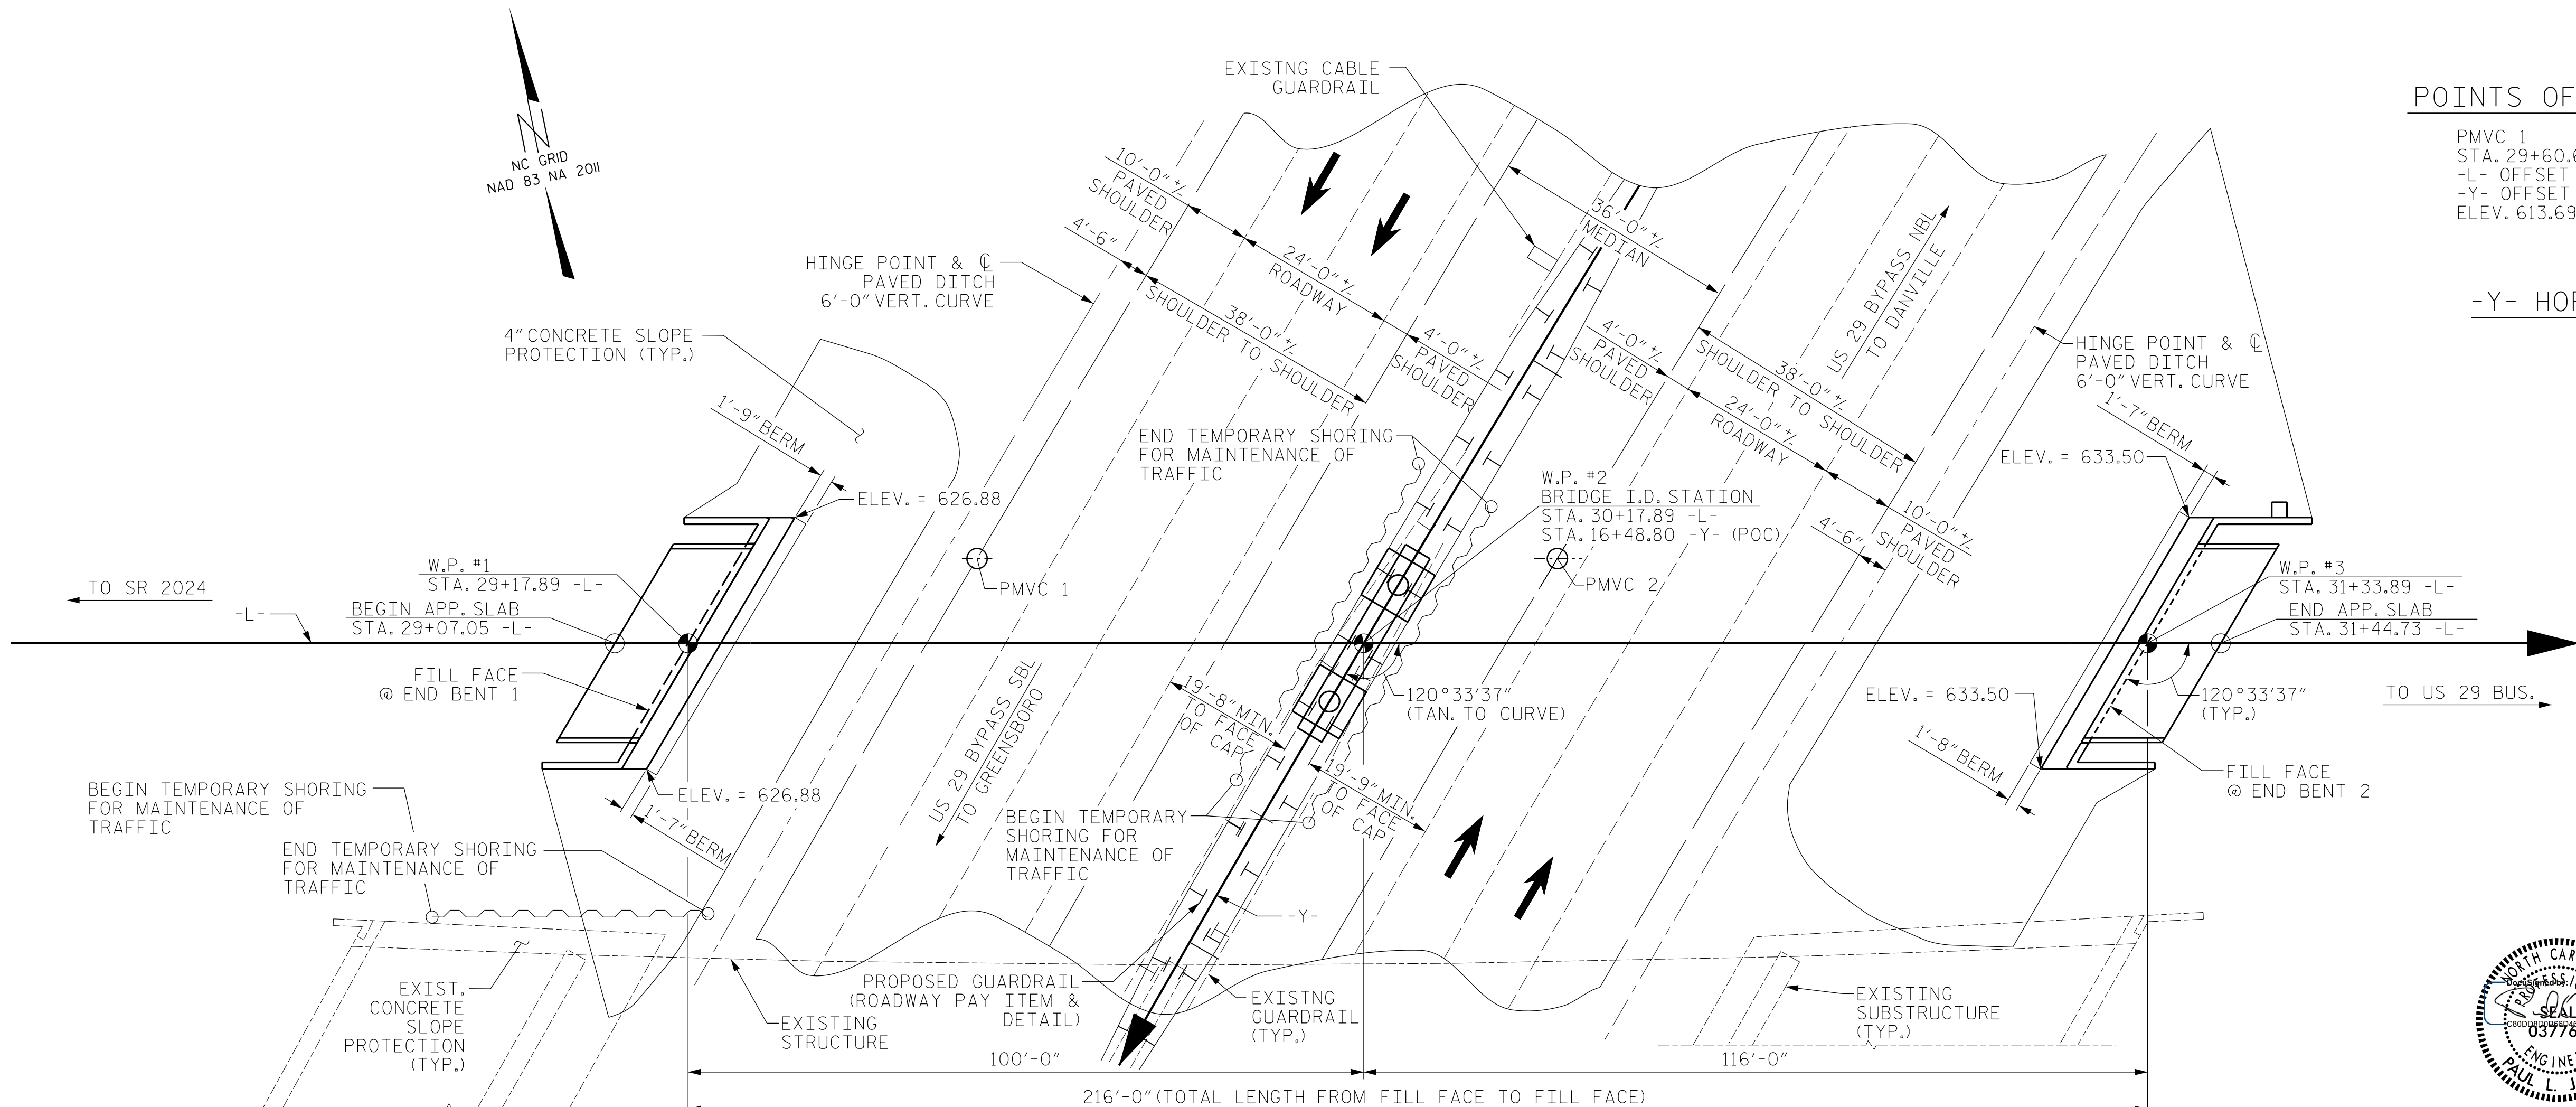 NC GRID
NAD 83 NA 2011
EXISTNG CABLE
GUARDRAIL
POINTS OF
PMVC 1
STA. 29+60.6
-L- OFFSET
-Y- OFFSET
ELEV. 613.69
-Y- HOR
10'-0" +/-
PAVED
SHOULDER
4'-6"
24'-0" +/-
ROADWAY
38'-0" +/-
SHOULDER TO SHOULDER
4'-0" +/-
PAVED
SHOULDER
36'-0" +/-
MEDIAN
US 29 BYPASS NBL
TO DANVILLE
4'-0" +/-
PAVED
SHOULDER
38'-0" +/-
SHOULDER TO SHOULDER
24'-0" +/-
ROADWAY
10'-0" +/-
PAVED
SHOULDER
4'-6"
HINGE POINT & ℄
PAVED DITCH
6'-0" VERT. CURVE
HINGE POINT & ℄
PAVED DITCH
6'-0" VERT. CURVE
4" CONCRETE SLOPE
PROTECTION (TYP.)
1'-9" BERM
ELEV. = 626.88
END TEMPORARY SHORING
FOR MAINTENANCE OF
TRAFFIC
W.P. #2
BRIDGE I.D. STATION
STA. 30+17.89 -L-
STA. 16+48.80 -Y- (POC)
1'-7" BERM
ELEV. = 633.50
TO SR 2024
-L-
W.P. #1
STA. 29+17.89 -L-
BEGIN APP. SLAB
STA. 29+07.05 -L-
PMVC 1
PMVC 2
W.P. #3
STA. 31+33.89 -L-
END APP. SLAB
STA. 31+44.73 -L-
FILL FACE
@ END BENT 1
US 29 BYPASS SBL
TO GREENSBORO
19'-8" MIN.
TO FACE
OF CAP
120°33'37"
(TAN. TO CURVE)
ELEV. = 633.50
120°33'37"
(TYP.)
TO US 29 BUS.
19'-9" MIN.
TO FACE
OF CAP
1'-8" BERM
FILL FACE
@ END BENT 2
BEGIN TEMPORARY SHORING
FOR MAINTENANCE OF
TRAFFIC
ELEV. = 626.88
1'-7" BERM
END TEMPORARY SHORING
FOR MAINTENANCE OF
TRAFFIC
BEGIN TEMPORARY
SHORING FOR
MAINTENANCE OF
TRAFFIC
-Y-
EXIST.
CONCRETE
SLOPE
PROTECTION
(TYP.)
EXISTING
STRUCTURE
PROPOSED GUARDRAIL
(ROADWAY PAY ITEM &
DETAIL)
EXISTNG
GUARDRAIL
(TYP.)
EXISTING
SUBSTRUCTURE
(TYP.)
100'-0"
116'-0"
216'-0" (TOTAL LENGTH FROM FILL FACE TO FILL FACE)
NORTH CAR
PROFESSI
DocuSigned by:
SEAL
03776
ENGINE
PAUL L. J